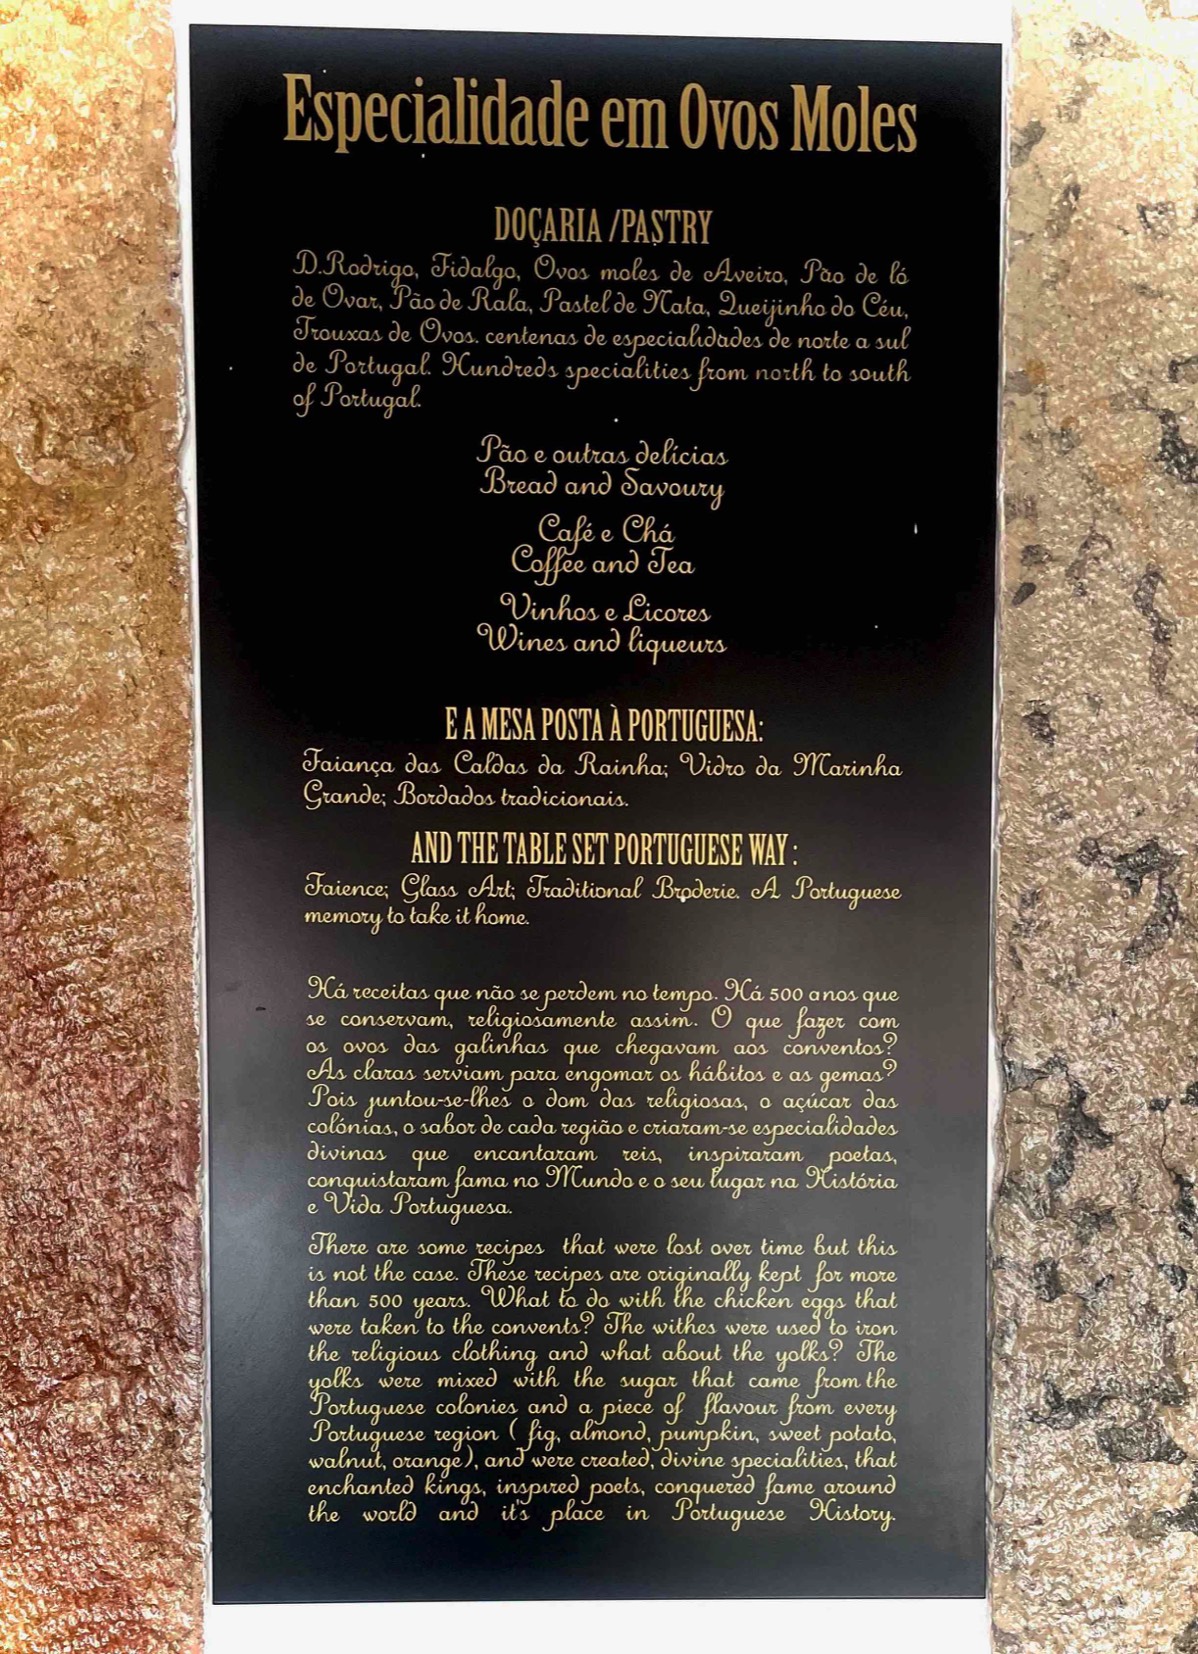 Especialidade em Ovos Moles
DOÇARIA /PASTRY
D.Rodrigo, Fidalgo, Ovos moles de Aveiro, Pão de ló
de Ovar, Pão de Rala, Pastel de Nata, Queijinho do Céu,
Trouxas de Ovos. centenas de especialidades de norte a sul
de Portugal. Hundreds specialities from north to south
of Portugal.
Pão e outras delícias
Bread and Savoury
Café e Chá
Coffee and Tea
Vinhos e Licores
Wines and liqueurs
E A MESA POSTA À PORTUGUESA:
Faiança das Caldas da Rainha; Vidro da Marinha
Grande; Bordados tradicionais.
AND THE TABLE SET PORTUGUESE WAY :
Faience; Glass Art; Traditional Broderie. A Portuguese
memory to take it home.
Há receitas que não se perdem no tempo. Há 500 anos que
se conservam, religiosamente assim. O que fazer com
os ovos das galinhas que chegavam aos conventos?
As claras serviam para engomar os hábitos e as gemas?
Pois juntou-se-lhes o dom das religiosas, o açúcar das
colónias, o sabor de cada região e criaram-se especialidades
divinas que encantaram reis, inspiraram poetas,
conquistaram fama no Mundo e o seu lugar na História
e Vida Portuguesa.
There are some recipes that were lost over time but this
is not the case. These recipes are originally kept for more
than 500 years. What to do with the chicken eggs that
were taken to the convents? The withes were used to iron
the religious clothing and what about the yolks? The
yolks were mixed with the sugar that came from the
Portuguese colonies and a piece of flavour from every
Portuguese region ( fig, almond, pumpkin, sweet potato,
walnut, orange), and were created, divine specialities, that
enchanted kings, inspired poets, conquered fame around
the world and it's place in Portuguese History.